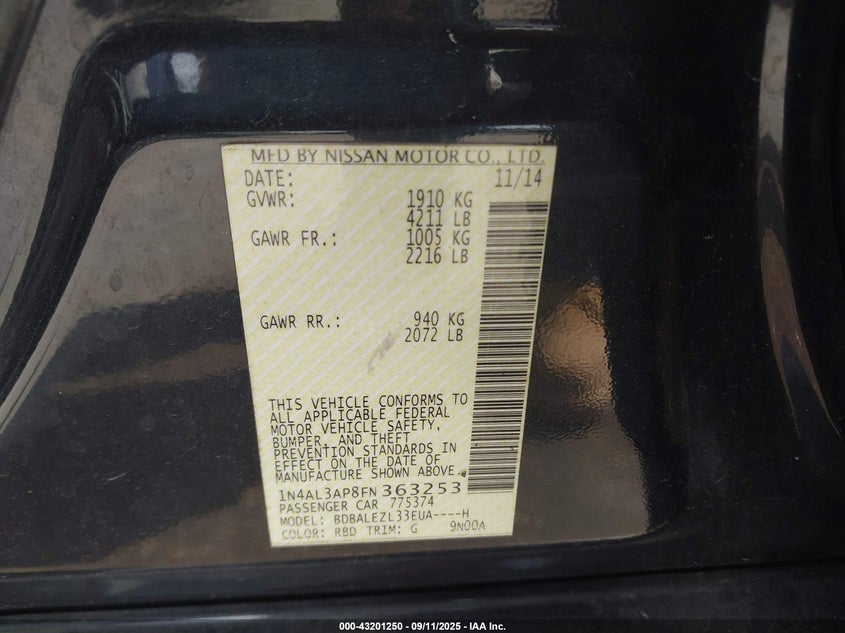 MFD BY NISSAN MOTOR CO., LTD.
DATE: 11/14
GVWR: 1910 KG
4211 LB
GAWR FR.: 1005 KG
2216 LB
GAWR RR.: 940 KG
2072 LB
THIS VEHICLE CONFORMS TO
ALL APPLICABLE FEDERAL
MOTOR VEHICLE SAFETY,
BUMPER, AND THEFT
PREVENTION STANDARDS IN
EFFECT ON THE DATE OF
MANUFACTURE SHOWN ABOVE.
1N4AL3AP8FN363253
PASSENGER CAR 775374
MODEL: BDBALEZL33EUA----H
COLOR: RBD TRIM: G 9N00A
000-43201250 - 09/11/2025 - IAA Inc.